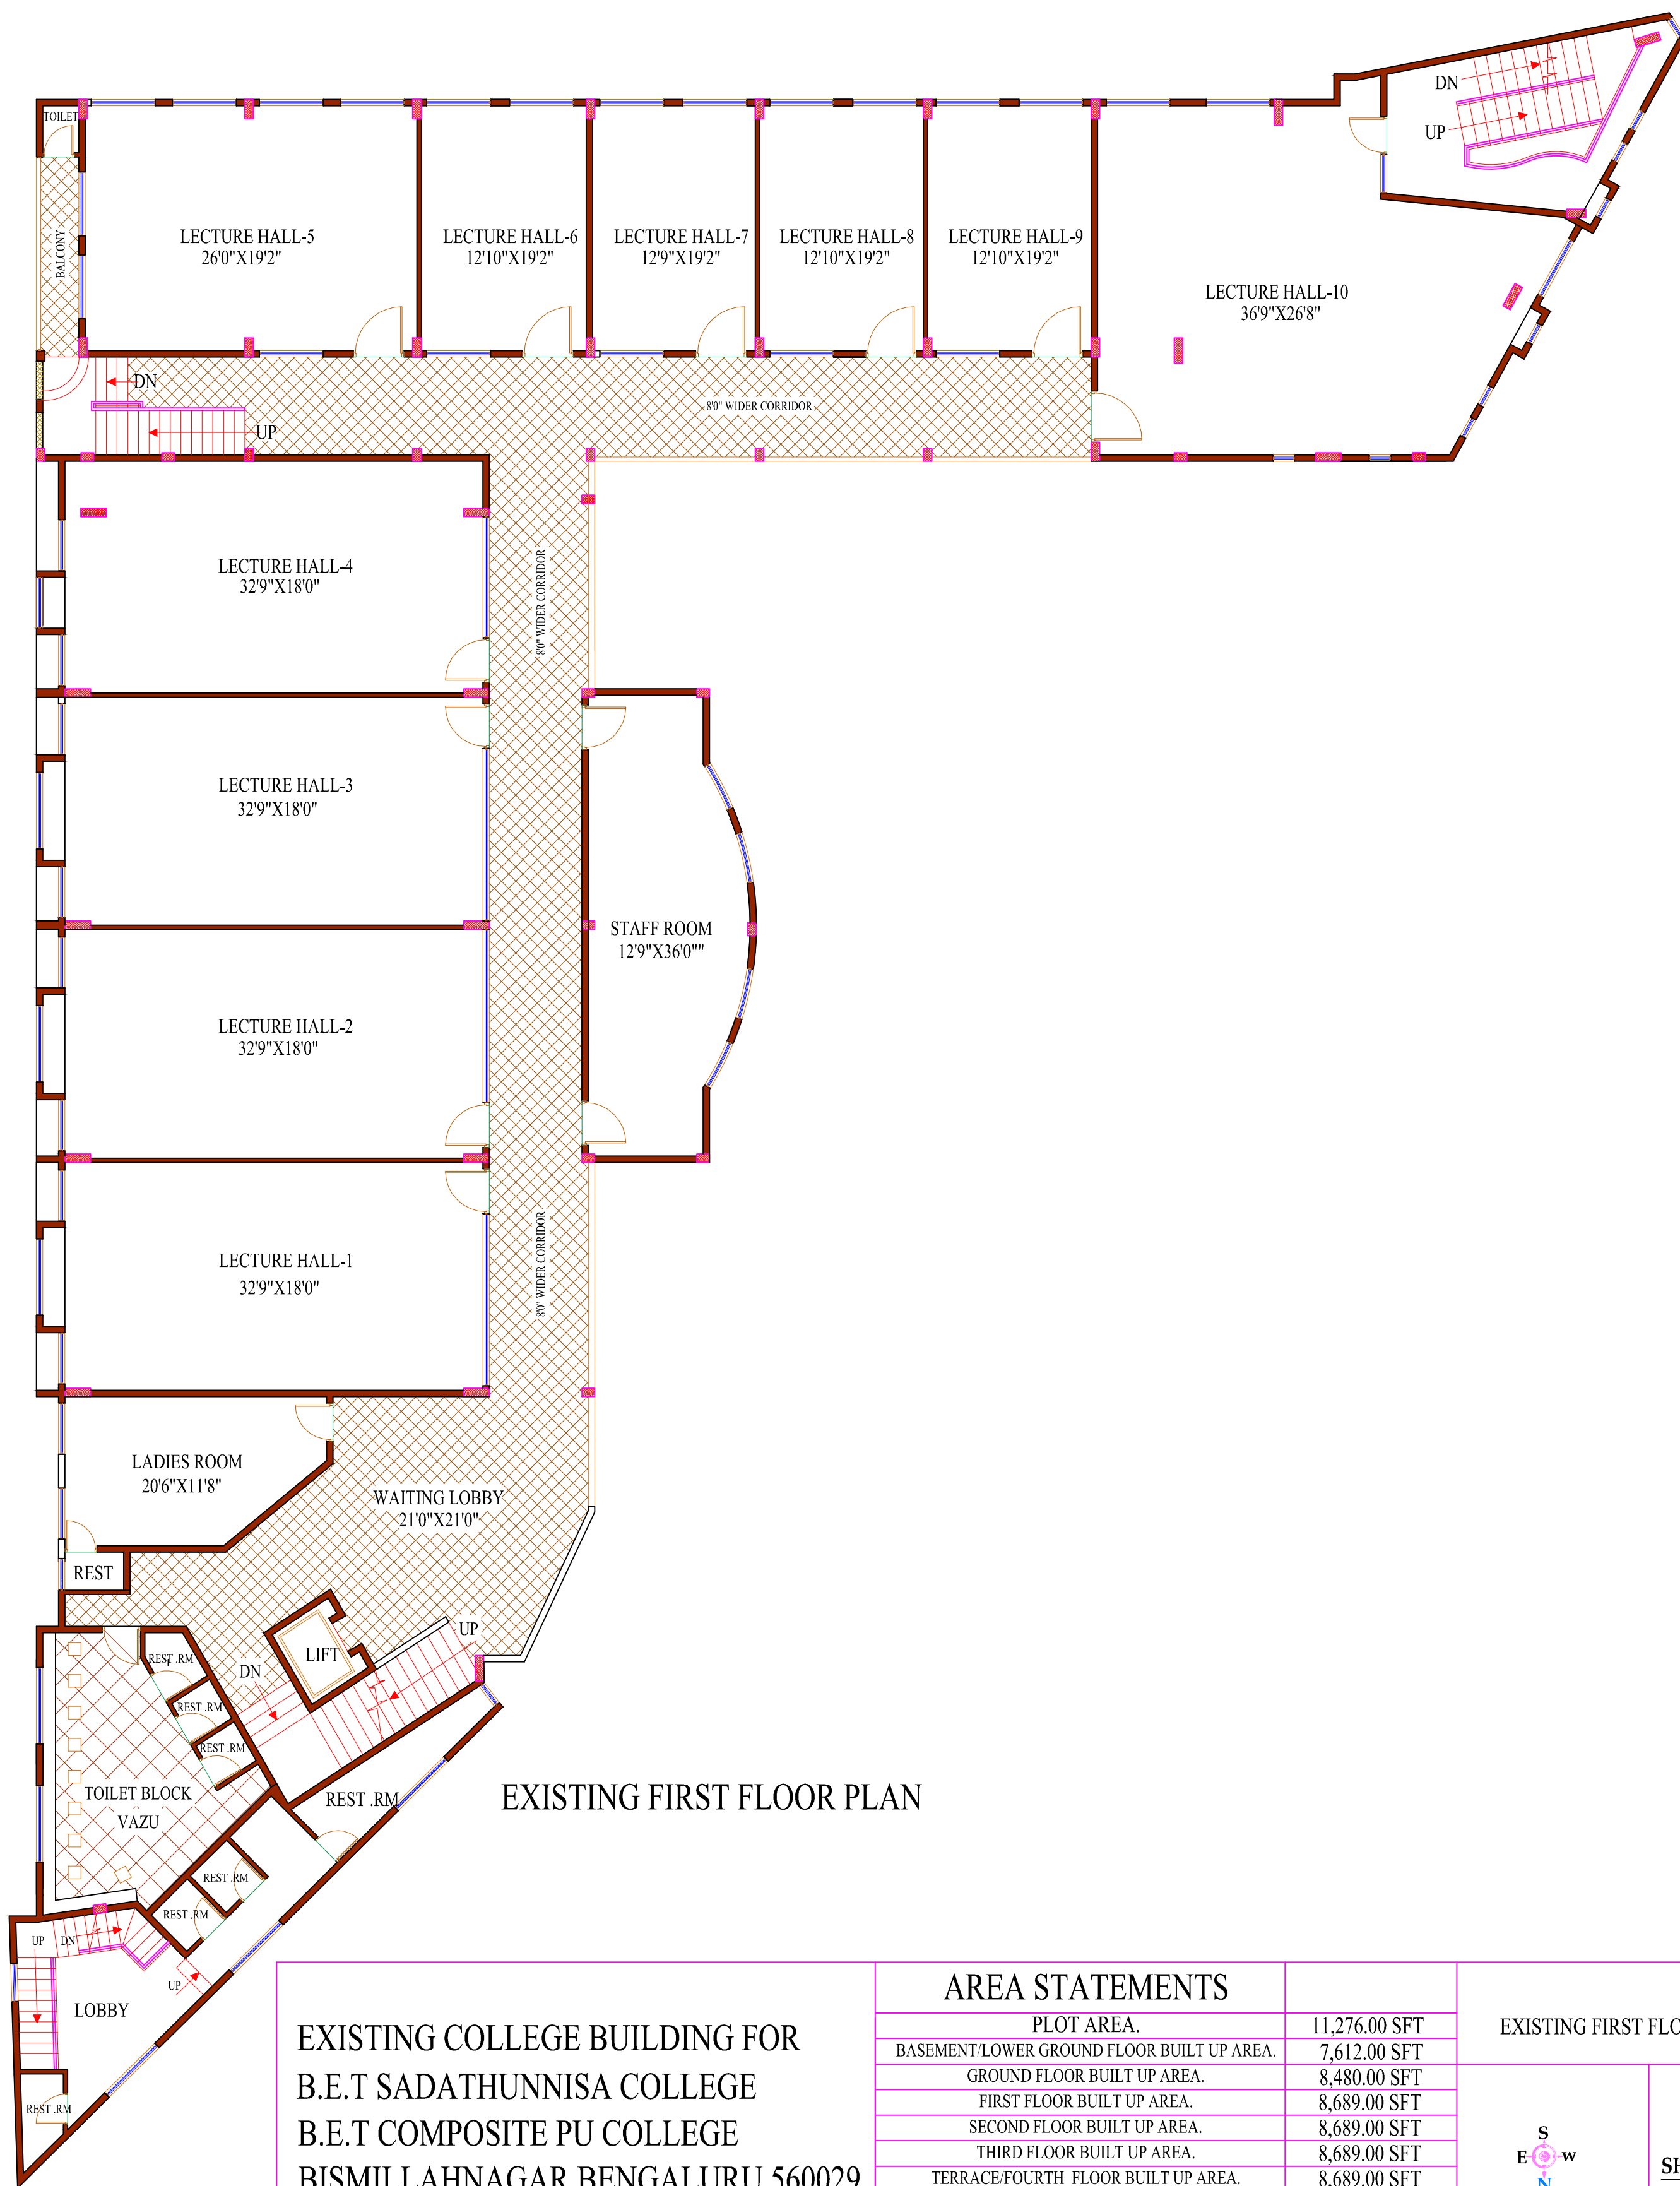 DN
UP
TOILET
BALCONY
LECTURE HALL-5
26'0"X19'2"
LECTURE HALL-6
12'10"X19'2"
LECTURE HALL-7
12'9"X19'2"
LECTURE HALL-8
12'10"X19'2"
LECTURE HALL-9
12'10"X19'2"
LECTURE HALL-10
36'9"X26'8"
DN
UP
8'0" WIDER CORRIDOR
LECTURE HALL-4
32'9"X18'0"
8'0" WIDER CORRIDOR
LECTURE HALL-3
32'9"X18'0"
STAFF ROOM
12'9"X36'0""
LECTURE HALL-2
32'9"X18'0"
LECTURE HALL-1
32'9"X18'0"
8'0" WIDER CORRIDOR
LADIES ROOM
20'6"X11'8"
WAITING LOBBY
21'0"X21'0"
REST
LIFT
UP
DN
REST .RM
REST .RM
REST .RM
TOILET BLOCK
VAZU
REST .RM
EXISTING FIRST FLOOR PLAN
REST .RM
REST .RM
UP
DN
UP
LOBBY
REST .RM
EXISTING COLLEGE BUILDING FOR
B.E.T SADATHUNNISA COLLEGE
B.E.T COMPOSITE PU COLLEGE
BISMILLAHNAGAR BENGALURU 560029
AREA STATEMENTS
PLOT AREA. 11,276.00 SFT
BASEMENT/LOWER GROUND FLOOR BUILT UP AREA. 7,612.00 SFT
GROUND FLOOR BUILT UP AREA. 8,480.00 SFT
FIRST FLOOR BUILT UP AREA. 8,689.00 SFT
SECOND FLOOR BUILT UP AREA. 8,689.00 SFT
THIRD FLOOR BUILT UP AREA. 8,689.00 SFT
TERRACE/FOURTH FLOOR BUILT UP AREA. 8,689.00 SFT
EXISTING FIRST FLO
S
E W
N